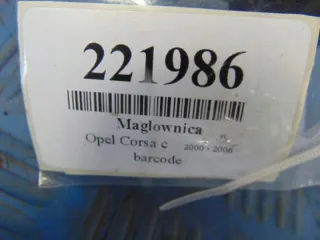 221986
Maglownica
Opel Corsa c 2000 - 2006
barcode